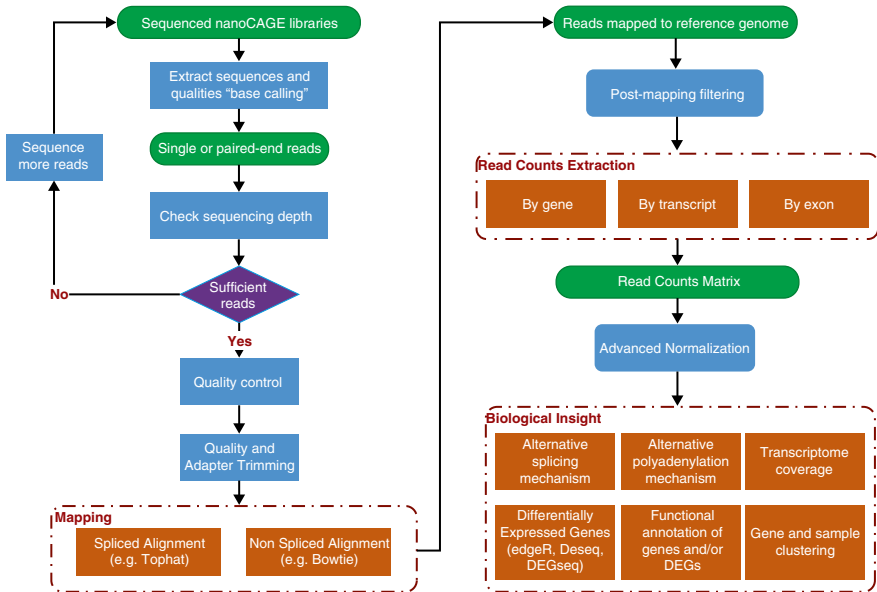 Sequenced nanoCAGE libraries
Extract sequences and
qualities “base calling”
Single or paired-end reads
Sequence
more reads
Check sequencing depth
Sufficient
reads
No
Yes
Quality control
Quality and
Adapter Trimming
Mapping
Spliced Alignment
(e.g. Tophat)
Non Spliced Alignment
(e.g. Bowtie)
Reads mapped to reference genome
Post-mapping filtering
Read Counts Extraction
By gene
By transcript
By exon
Read Counts Matrix
Advanced Normalization
Biological Insight
Alternative
splicing
mechanism
Alternative
polyadenylation
mechanism
Transcriptome
coverage
Differentially
Expressed Genes
(edgeR, Deseq,
DEGseq)
Functional
annotation of
genes and/or
DEGs
Gene and sample
clustering